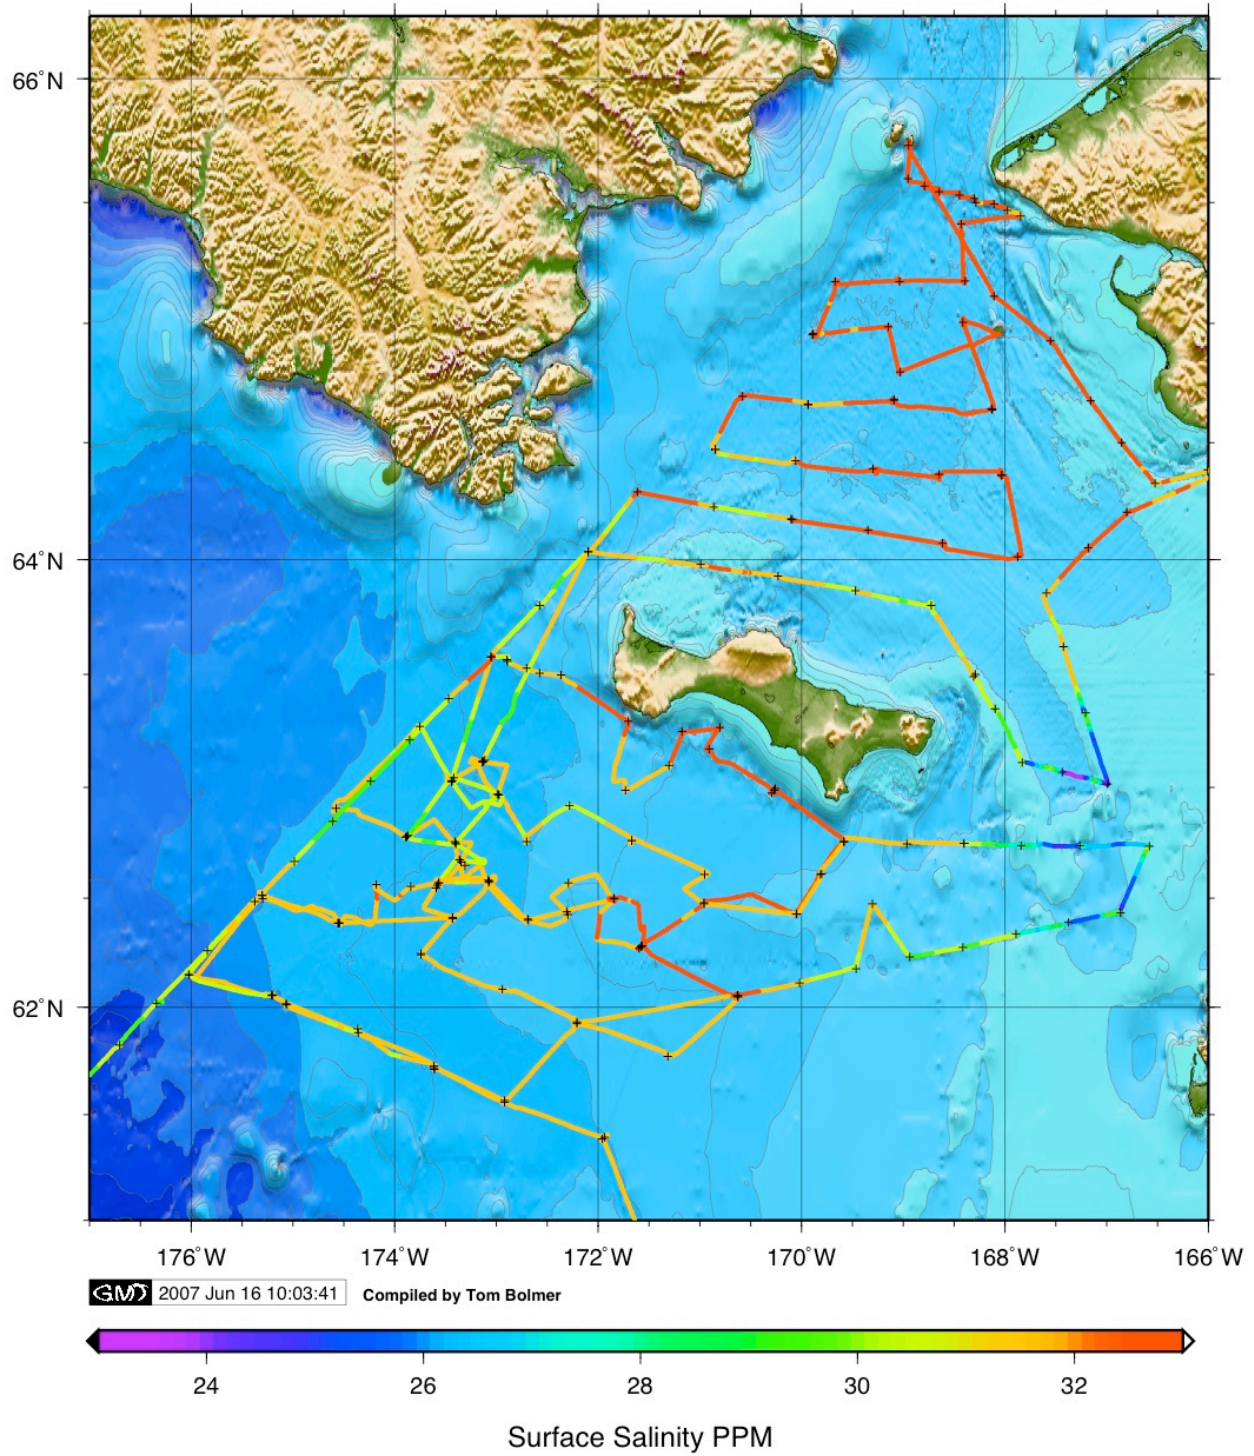 66°N
64°N
62°N
176°W 174°W 172°W 170°W 168°W 166°W
GMT 2007 Jun 16 10:03:41 Compiled by Tom Bolmer
24 26 28 30 32
Surface Salinity PPM